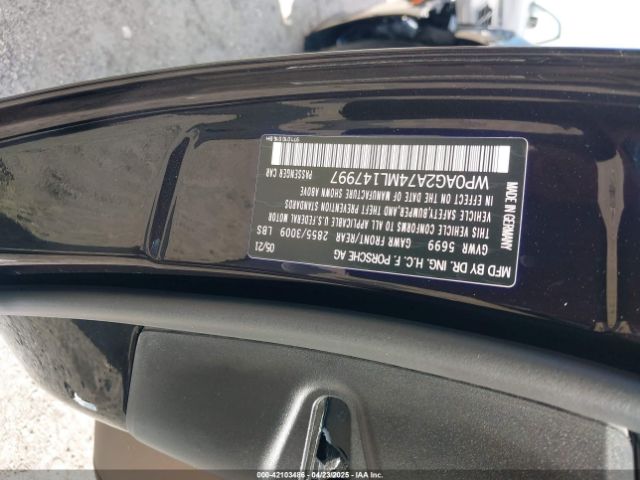 MFD BY DR. ING. H.C. F. PORSCHE AG
05/21
GVWR 5699 GAWR FRONT/REAR 2855/3009 LBS
THIS VEHICLE CONFORMS TO ALL APPLICABLE U.S.FEDERAL MOTOR
VEHICLE SAFETY,BUMPER,AND THEFT PREVENTION STANDARDS
IN EFFECT ON THE DATE OF MANUFACTURE SHOWN ABOVE
MADE IN GERMANY
PASSENGER CAR
WP0AG2A74ML147997
000-42103486 - 04/23/2025 - IAAI, Inc.